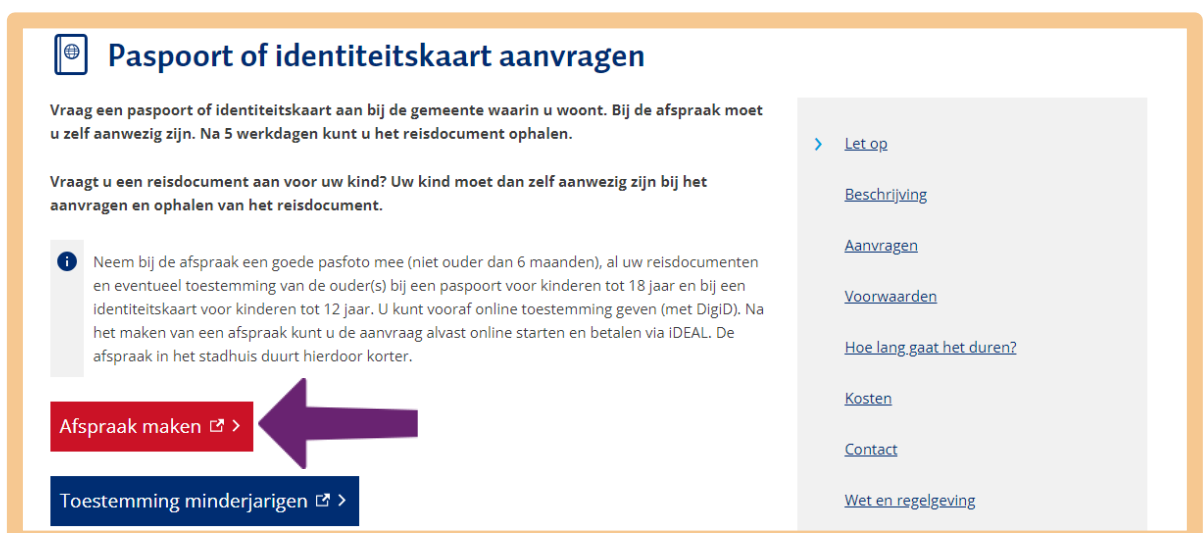 Paspoort of identiteitskaart aanvragen
Vraag een paspoort of identiteitskaart aan bij de gemeente waarin u woont. Bij de afspraak moet
u zelf aanwezig zijn. Na 5 werkdagen kunt u het reisdocument ophalen.
Vraagt u een reisdocument aan voor uw kind? Uw kind moet dan zelf aanwezig zijn bij het
aanvragen en ophalen van het reisdocument.
Neem bij de afspraak een goede pasfoto mee (niet ouder dan 6 maanden), al uw reisdocumenten
en eventueel toestemming van de ouder(s) bij een paspoort voor kinderen tot 18 jaar en bij een
identiteitskaart voor kinderen tot 12 jaar. U kunt vooraf online toestemming geven (met DigiD). Na
het maken van een afspraak kunt u de aanvraag alvast online starten en betalen via iDEAL. De
afspraak in het stadhuis duurt hierdoor korter.
Afspraak maken
Toestemming minderjarigen
Let op
Beschrijving
Aanvragen
Voorwaarden
Hoe lang gaat het duren?
Kosten
Contact
Wet en regelgeving